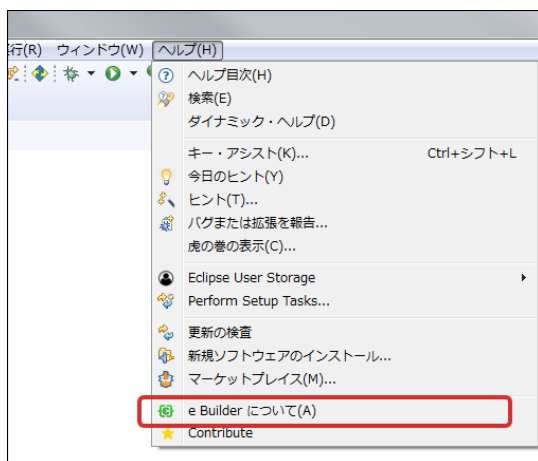 行(R) ウィンドウ(W) ヘルプ(H)
ヘルプ目次(H)
検索(E)
ダイナミック・ヘルプ(D)
キー・アシスト(K)... Ctrl+シフト+L
今日のヒント(Y)
ヒント(T)...
バグまたは拡張を報告...
虎の巻の表示(C)...
Eclipse User Storage
Perform Setup Tasks...
更新の検査
新規ソフトウェアのインストール...
マーケットプレイス(M)...
e Builder について(A)
Contribute